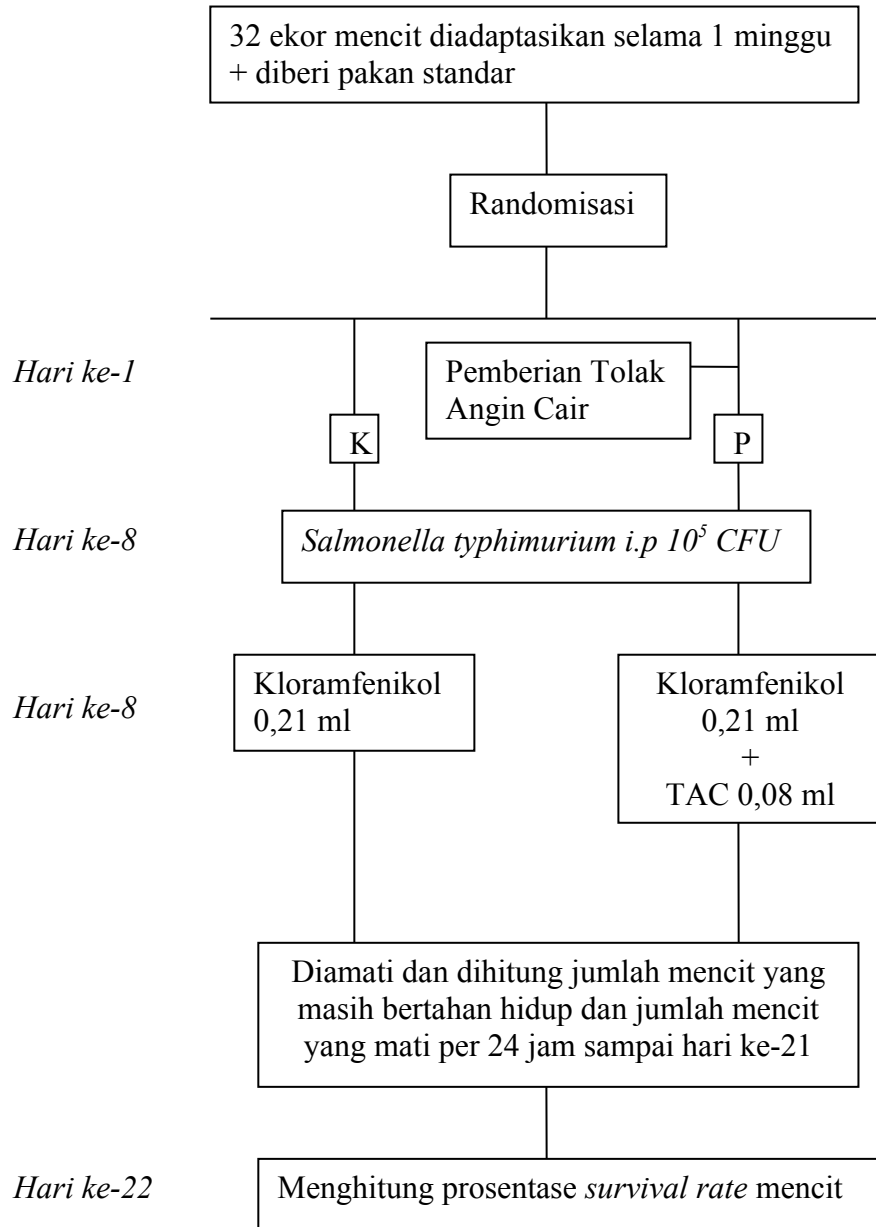 32 ekor mencit diadaptasikan selama 1 minggu
+ diberi pakan standar
Randomisasi
Hari ke-1
Pemberian Tolak
Angin Cair
K
P
Hari ke-8
Salmonella typhimurium i.p 10⁵ CFU
Hari ke-8
Kloramfenikol
0,21 ml
Kloramfenikol
0,21 ml
+
TAC 0,08 ml
Diamati dan dihitung jumlah mencit yang
masih bertahan hidup dan jumlah mencit
yang mati per 24 jam sampai hari ke-21
Hari ke-22
Menghitung prosentase survival rate mencit